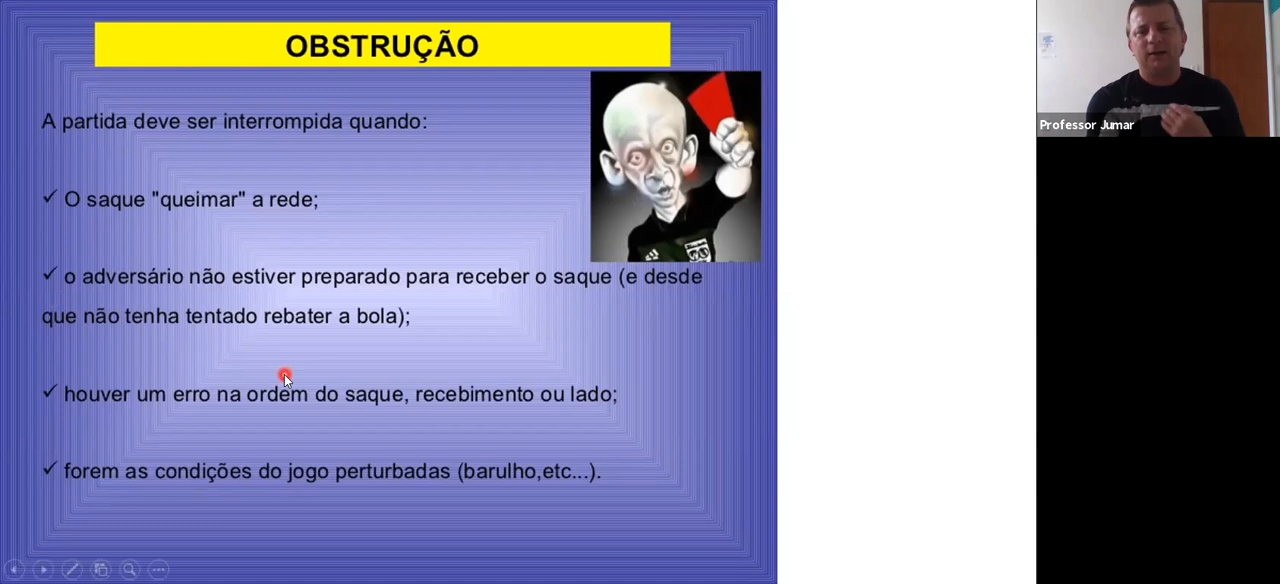 OBSTRUÇÃO
A partida deve ser interrompida quando:
✓ O saque "queimar" a rede;
✓ o adversário não estiver preparado para receber o saque (e desde
que não tenha tentado rebater a bola);
✓ houver um erro na ordem do saque, recebimento ou lado;
✓ forem as condições do jogo perturbadas (barulho,etc...).
Professor Jumar